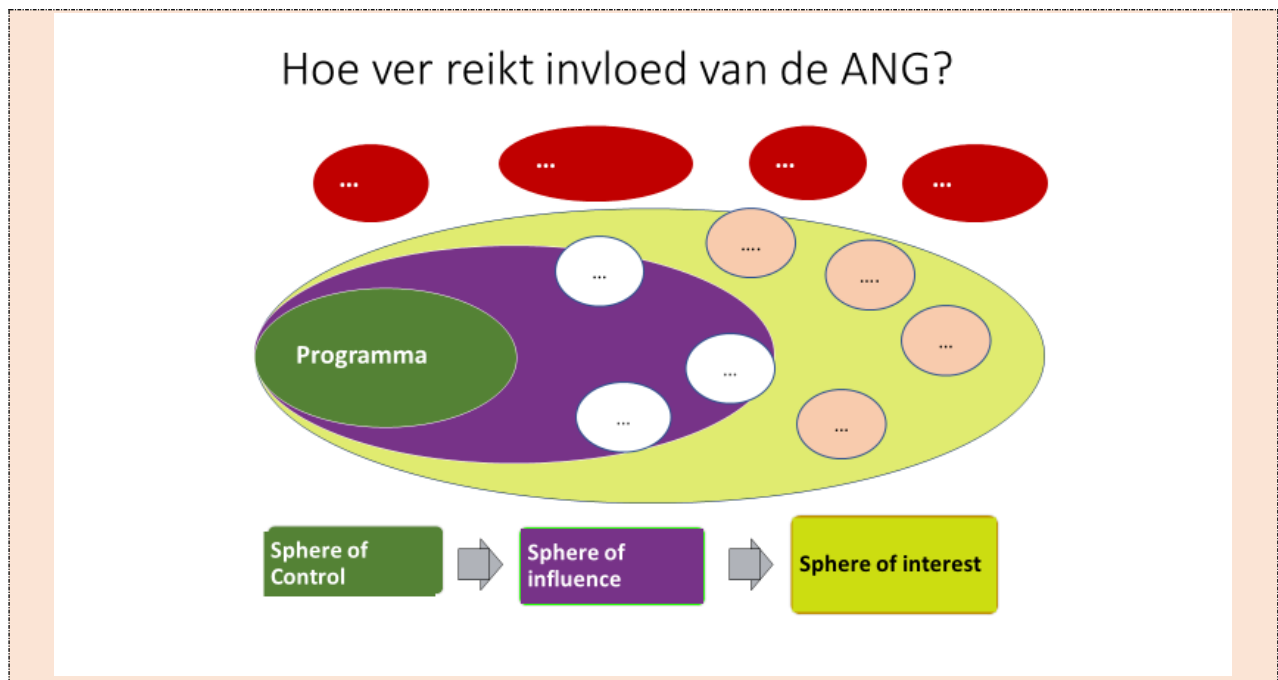 Hoe ver reikt invloed van de ANG?
...
...
...
...
...
....
....
...
Programma
...
...
...
Sphere of
Control
Sphere of
influence
Sphere of interest